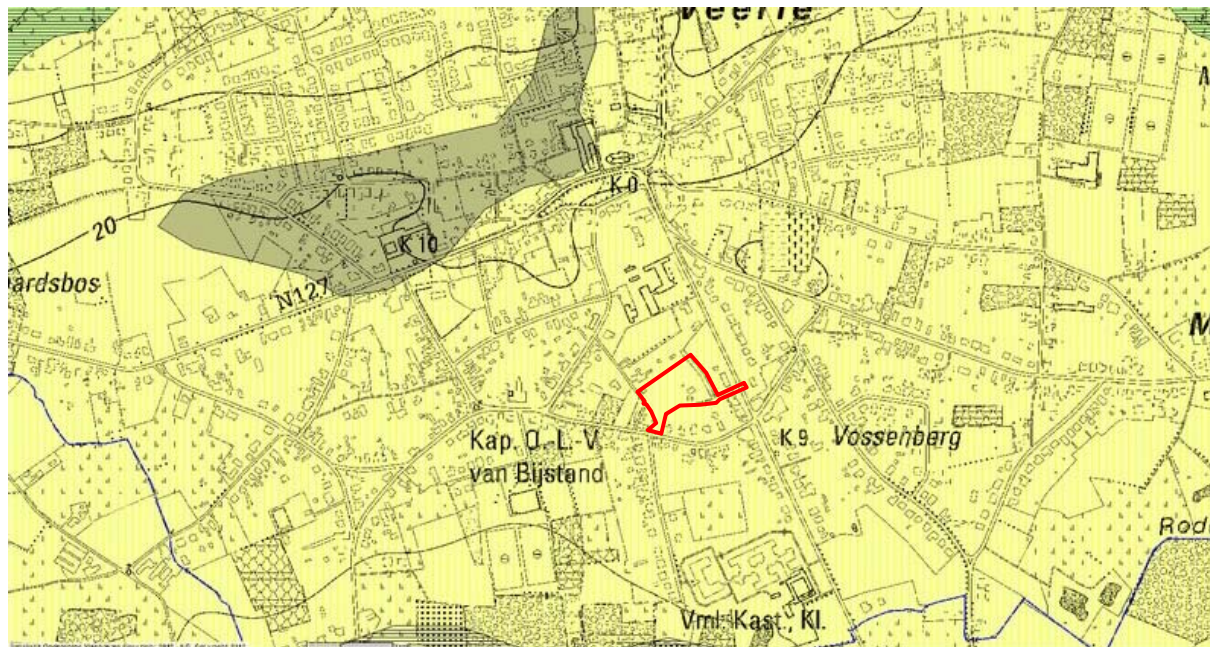 Veerle
K 0
20
K 10
ardsbos
N127
M
Kap. O.-L.-V.
van Bijstand
K 9
Vossenberg
Rod
Vml. Kast., Kl.